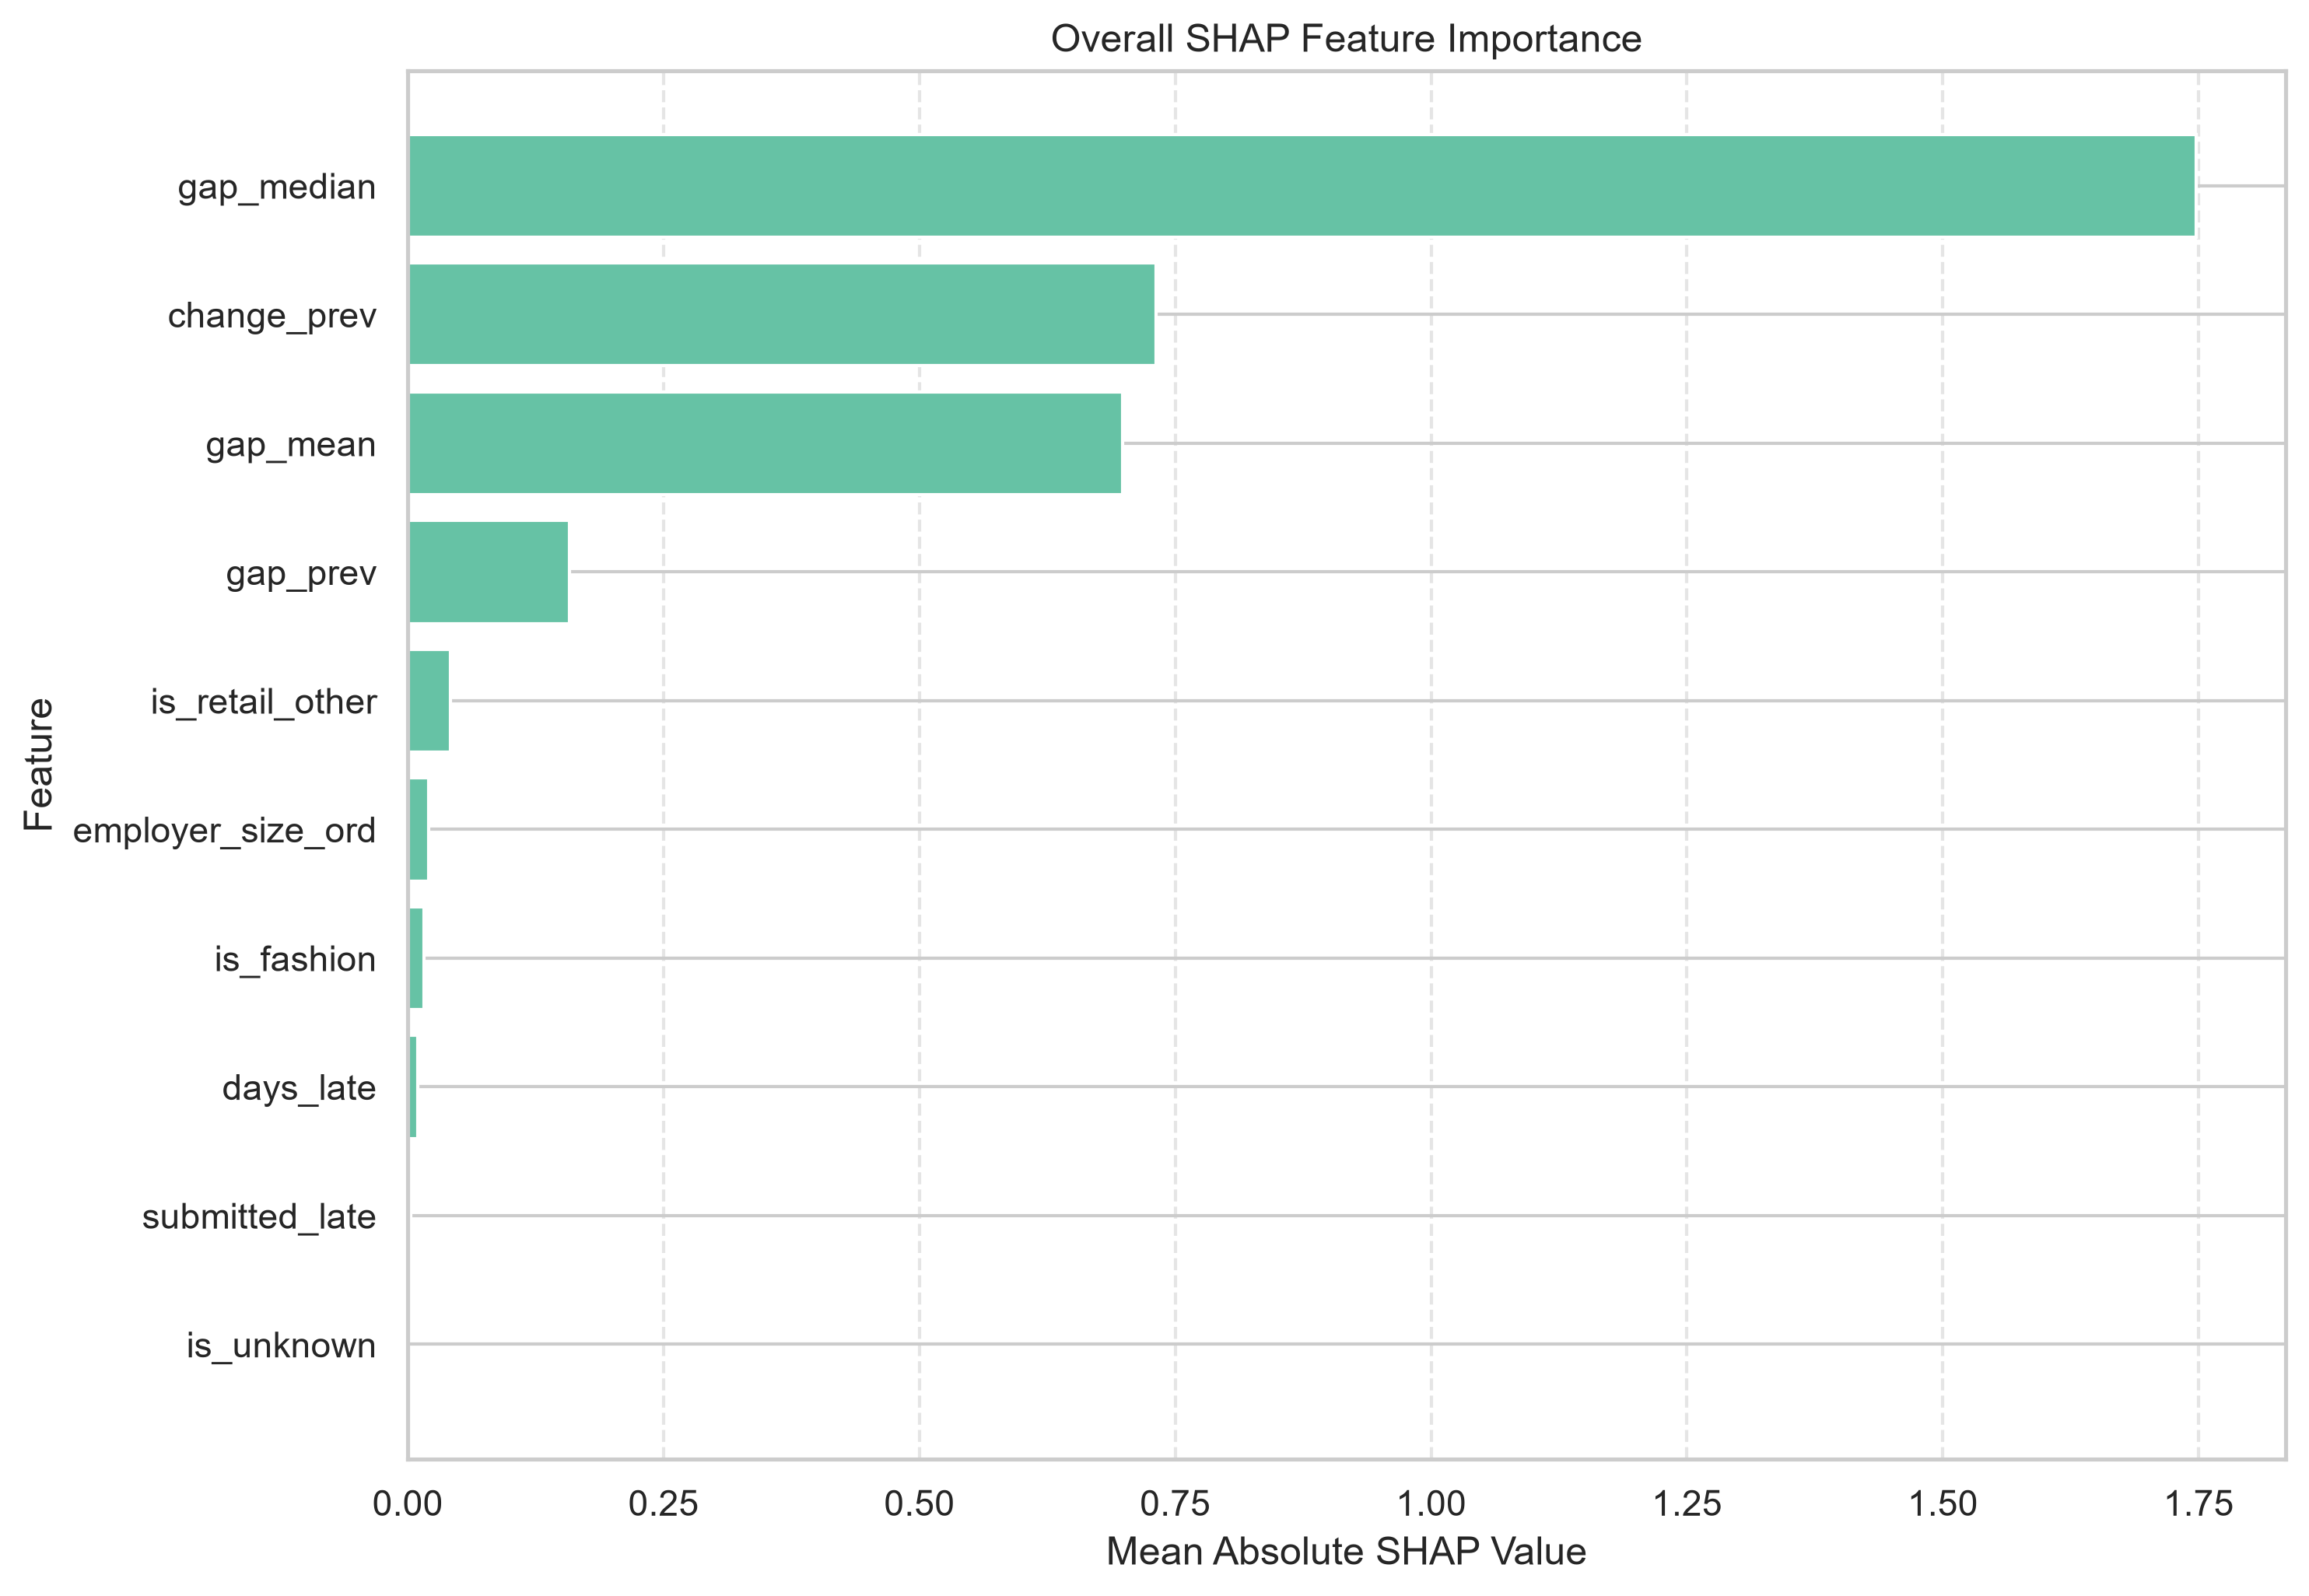 Overall SHAP Feature Importance
gap_median
change_prev
gap_mean
gap_prev
is_retail_other
employer_size_ord
is_fashion
days_late
submitted_late
is_unknown
Feature
0.00 0.25 0.50 0.75 1.00 1.25 1.50 1.75
Mean Absolute SHAP Value